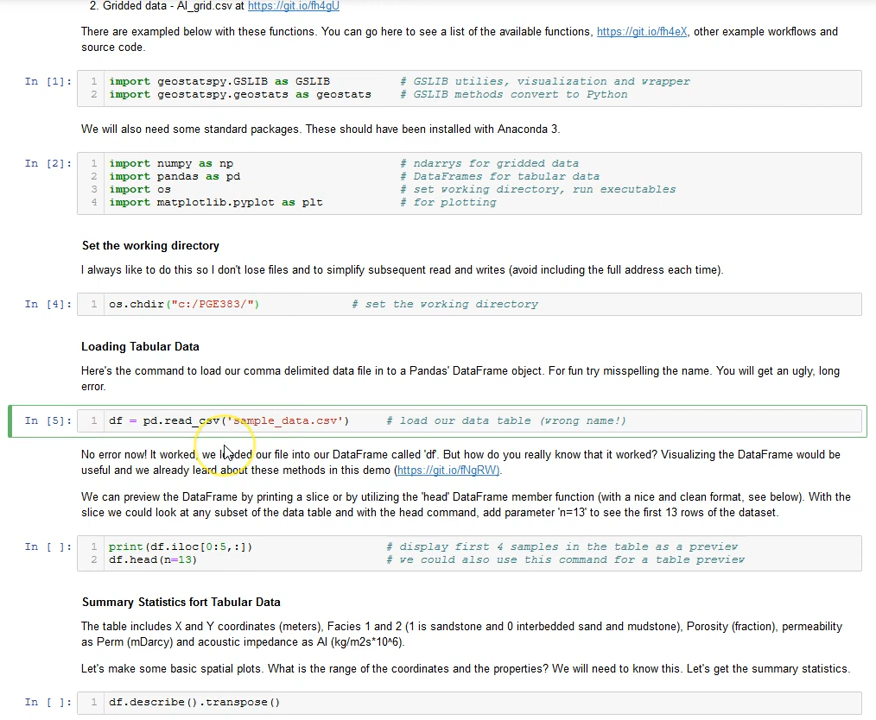 2. Gridded data - AI_grid.csv at https://git.io/fh4gU
There are exampled below with these functions. You can go here to see a list of the available functions, https://git.io/fh4eX, other example workflows and
source code.
In [1]: 1 import geostatspy.GSLIB as GSLIB # GSLIB utilies, visualization and wrapper
2 import geostatspy.geostats as geostats # GSLIB methods convert to Python
We will also need some standard packages. These should have been installed with Anaconda 3.
In [2]: 1 import numpy as np # ndarrys for gridded data
2 import pandas as pd # DataFrames for tabular data
3 import os # set working directory, run executables
4 import matplotlib.pyplot as plt # for plotting
Set the working directory
I always like to do this so I don't lose files and to simplify subsequent read and writes (avoid including the full address each time).
In [4]: 1 os.chdir("c:/PGE383/") # set the working directory
Loading Tabular Data
Here's the command to load our comma delimited data file in to a Pandas' DataFrame object. For fun try misspelling the name. You will get an ugly, long
error.
In [5]: 1 df = pd.read_csv('sample_data.csv') # load our data table (wrong name!)
No error now! It worked, we loaded our file into our DataFrame called 'df'. But how do you really know that it worked? Visualizing the DataFrame would be
useful and we already leard about these methods in this demo (https://git.io/fNgRW).
We can preview the DataFrame by printing a slice or by utilizing the 'head' DataFrame member function (with a nice and clean format, see below). With the
slice we could look at any subset of the data table and with the head command, add parameter 'n=13' to see the first 13 rows of the dataset.
In [ ]: 1 print(df.iloc[0:5,:]) # display first 4 samples in the table as a preview
2 df.head(n=13) # we could also use this command for a table preview
Summary Statistics fort Tabular Data
The table includes X and Y coordinates (meters), Facies 1 and 2 (1 is sandstone and 0 interbedded sand and mudstone), Porosity (fraction), permeability
as Perm (mDarcy) and acoustic impedance as AI (kg/m2s*10^6).
Let's make some basic spatial plots. What is the range of the coordinates and the properties? We will need to know this. Let's get the summary statistics.
In [ ]: 1 df.describe().transpose()